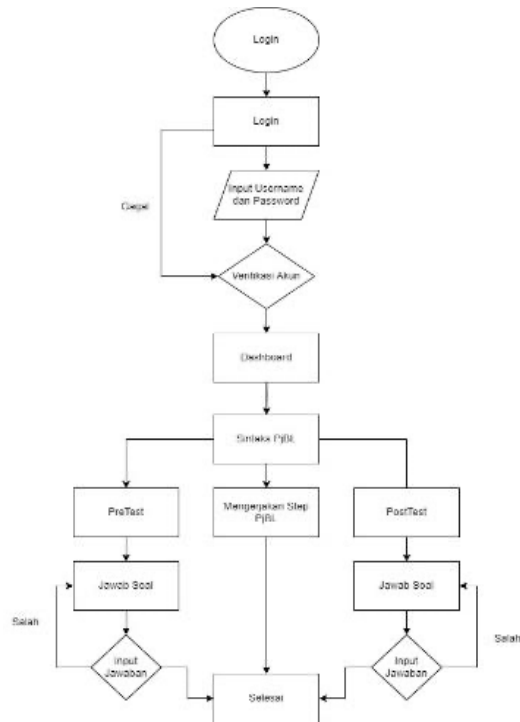 Login
Login
Input Username
dan Password
Gagal
Verifikasi Akun
Dashboard
Sintaks PjBL
PreTest
Mengerjakan Step
PjBL
PostTest
Jawab Soal
Jawab Soal
Salah
Salah
Input
Jawaban
Input
Jawaban
Selesai